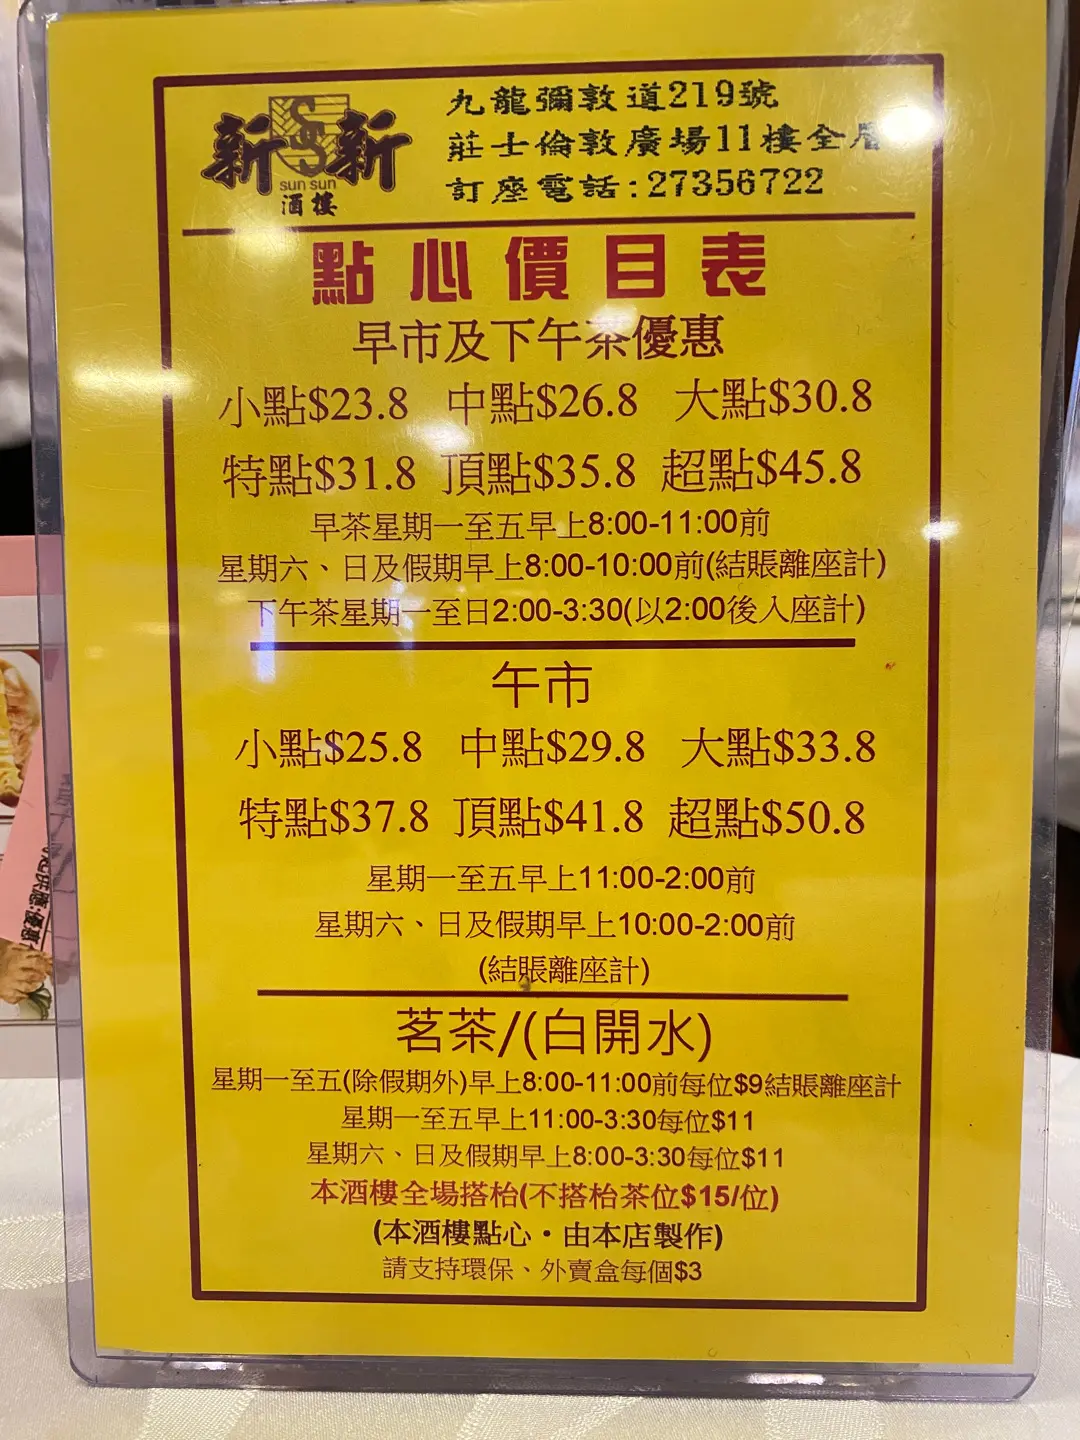 新新
sun sun
酒樓
九龍彌敦道219號
莊士倫敦廣場11樓全層
訂座電話:27356722
點心價目表
早市及下午茶優惠
小點$23.8 中點$26.8 大點$30.8
特點$31.8 頂點$35.8 超點$45.8
早茶星期一至五早上8:00-11:00前
星期六、日及假期早上8:00-10:00前(結賬離座計)
下午茶星期一至日2:00-3:30(以2:00後入座計)
午市
小點$25.8 中點$29.8 大點$33.8
特點$37.8 頂點$41.8 超點$50.8
星期一至五早上11:00-2:00前
星期六、日及假期早上10:00-2:00前
(結賬離座計)
茗茶/(白開水)
星期一至五(除假期外)早上8:00-11:00前每位$9結賬離座計
星期一至五早上11:00-3:30每位$11
星期六、日及假期早上8:00-3:30每位$11
本酒樓全場搭枱(不搭枱茶位$15/位)
(本酒樓點心・由本店製作)
請支持環保、外賣盒每個$3